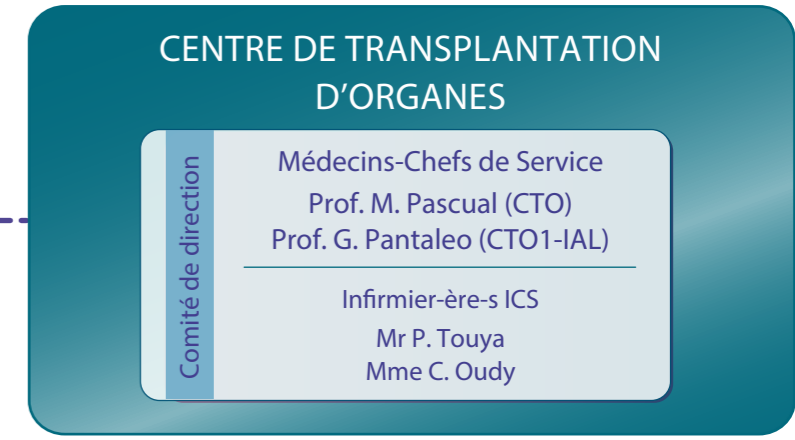 CENTRE DE TRANSPLANTATION
D’ORGANES
Comité de direction
Médecins-Chefs de Service
Prof. M. Pascual (CTO)
Prof. G. Pantaleo (CTO1-IAL)
Infirmier-ère-s ICS
Mr P. Touya
Mme C. Oudy